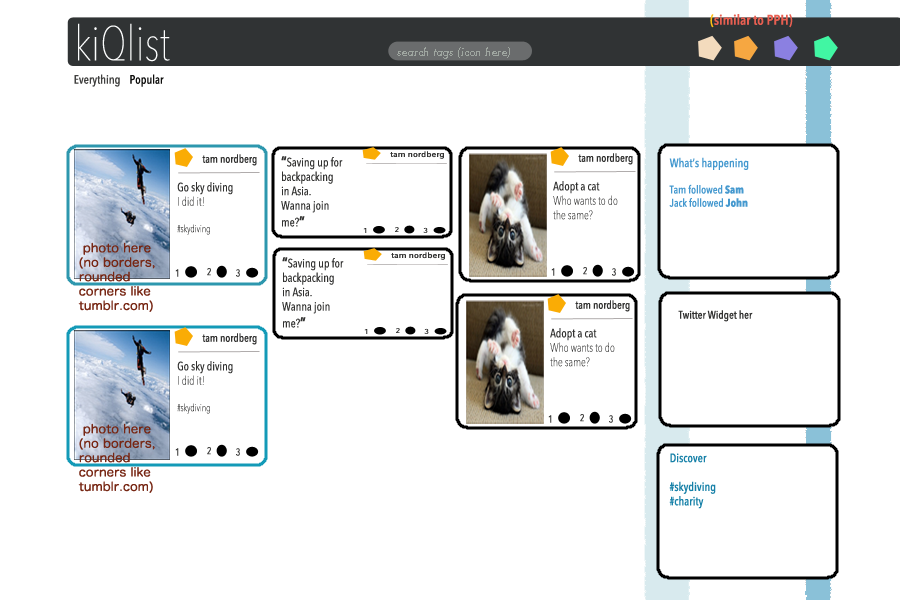 (similar to PPH)
kiQlist
search tags (icon here)
Everything Popular
tam nordberg
Go sky diving
I did it!
#skydiving
photo here
(no borders,
rounded
corners like
tumblr.com)
1 2 3
tam nordberg
Go sky diving
I did it!
#skydiving
photo here
(no borders,
rounded
corners like
tumblr.com)
1 2 3
tam nordberg
"Saving up for
backpacking
in Asia.
Wanna join
me?"
1 2 3
tam nordberg
"Saving up for
backpacking
in Asia.
Wanna join
me?"
1 2 3
tam nordberg
Adopt a cat
Who wants to do
the same?
1 2 3
tam nordberg
Adopt a cat
Who wants to do
the same?
1 2 3
What's happening
Tam followed Sam
Jack followed John
Twitter Widget her
Discover
#skydiving
#charity